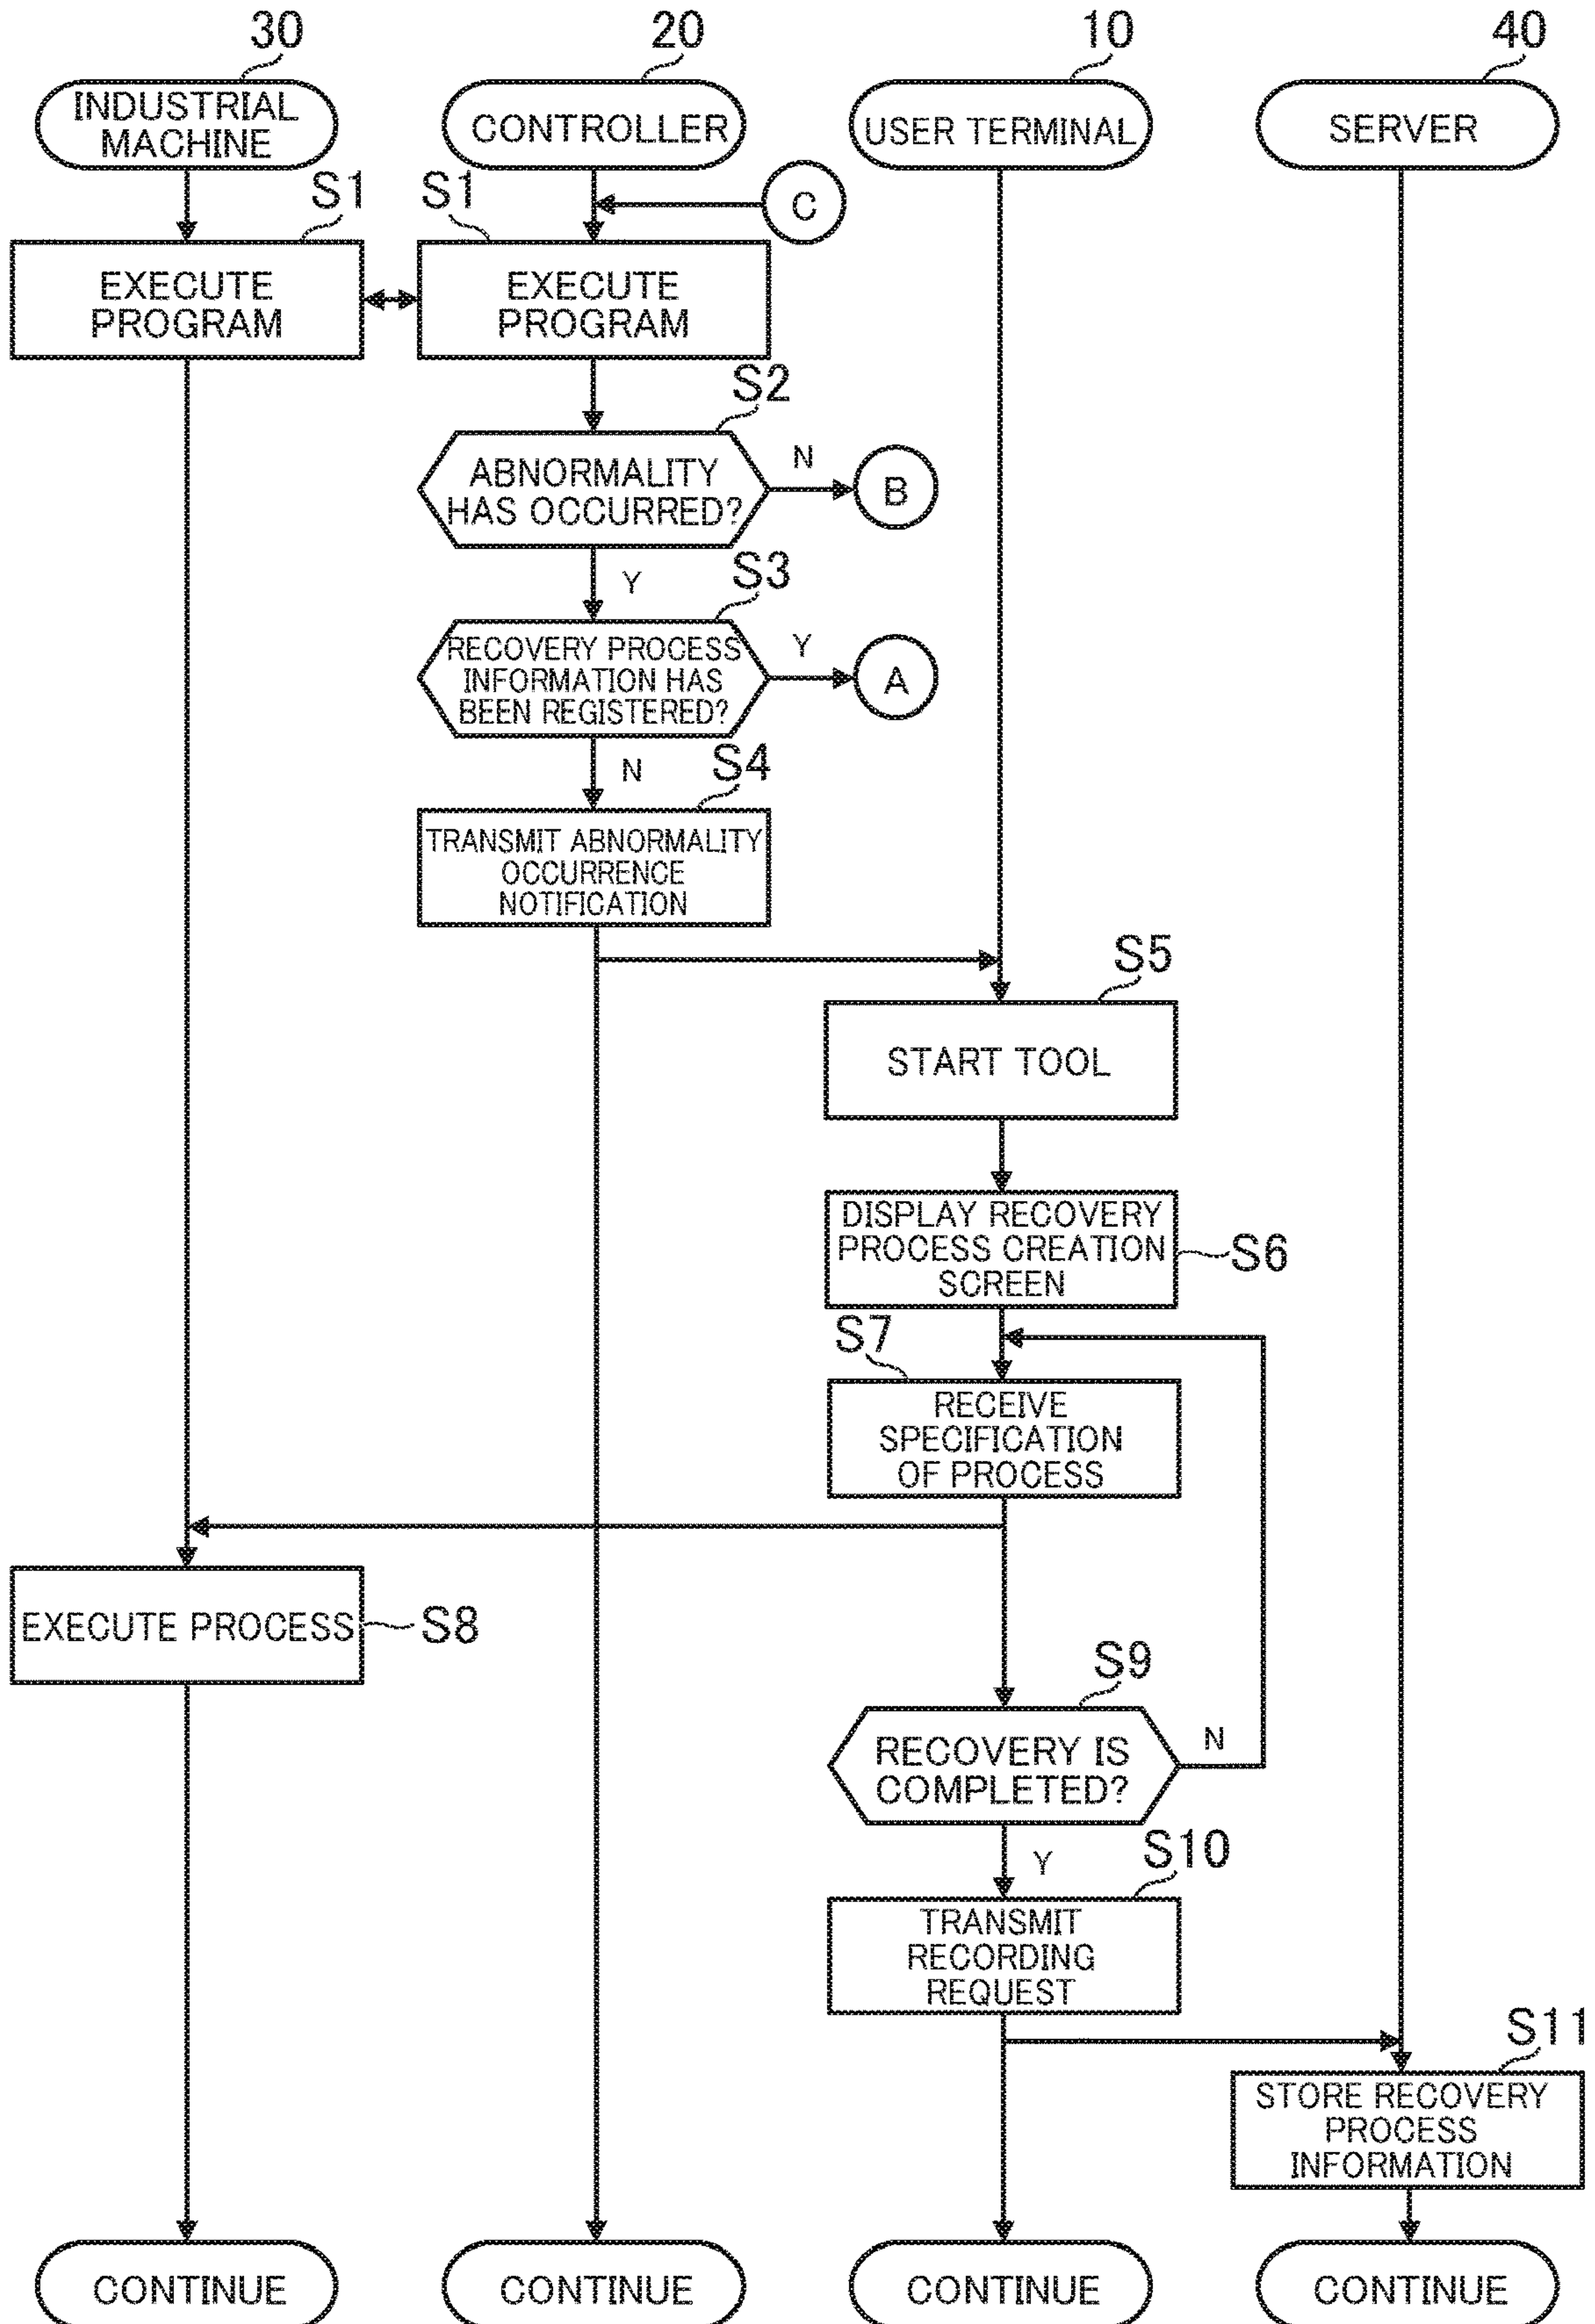 30
20
10
40
INDUSTRIAL
MACHINE
CONTROLLER
USER TERMINAL
SERVER
S1
S1
C
EXECUTE
PROGRAM
EXECUTE
PROGRAM
S2
ABNORMALITY
HAS OCCURRED?
N
B
Y
S3
RECOVERY PROCESS
INFORMATION HAS
BEEN REGISTERED?
Y
A
N
S4
TRANSMIT ABNORMALITY
OCCURRENCE
NOTIFICATION
S5
START TOOL
DISPLAY RECOVERY
PROCESS CREATION
SCREEN
S6
S7
RECEIVE
SPECIFICATION
OF PROCESS
EXECUTE PROCESS
S8
S9
RECOVERY IS
COMPLETED?
N
Y
S10
TRANSMIT
RECORDING
REQUEST
S11
STORE RECOVERY
PROCESS
INFORMATION
CONTINUE
CONTINUE
CONTINUE
CONTINUE